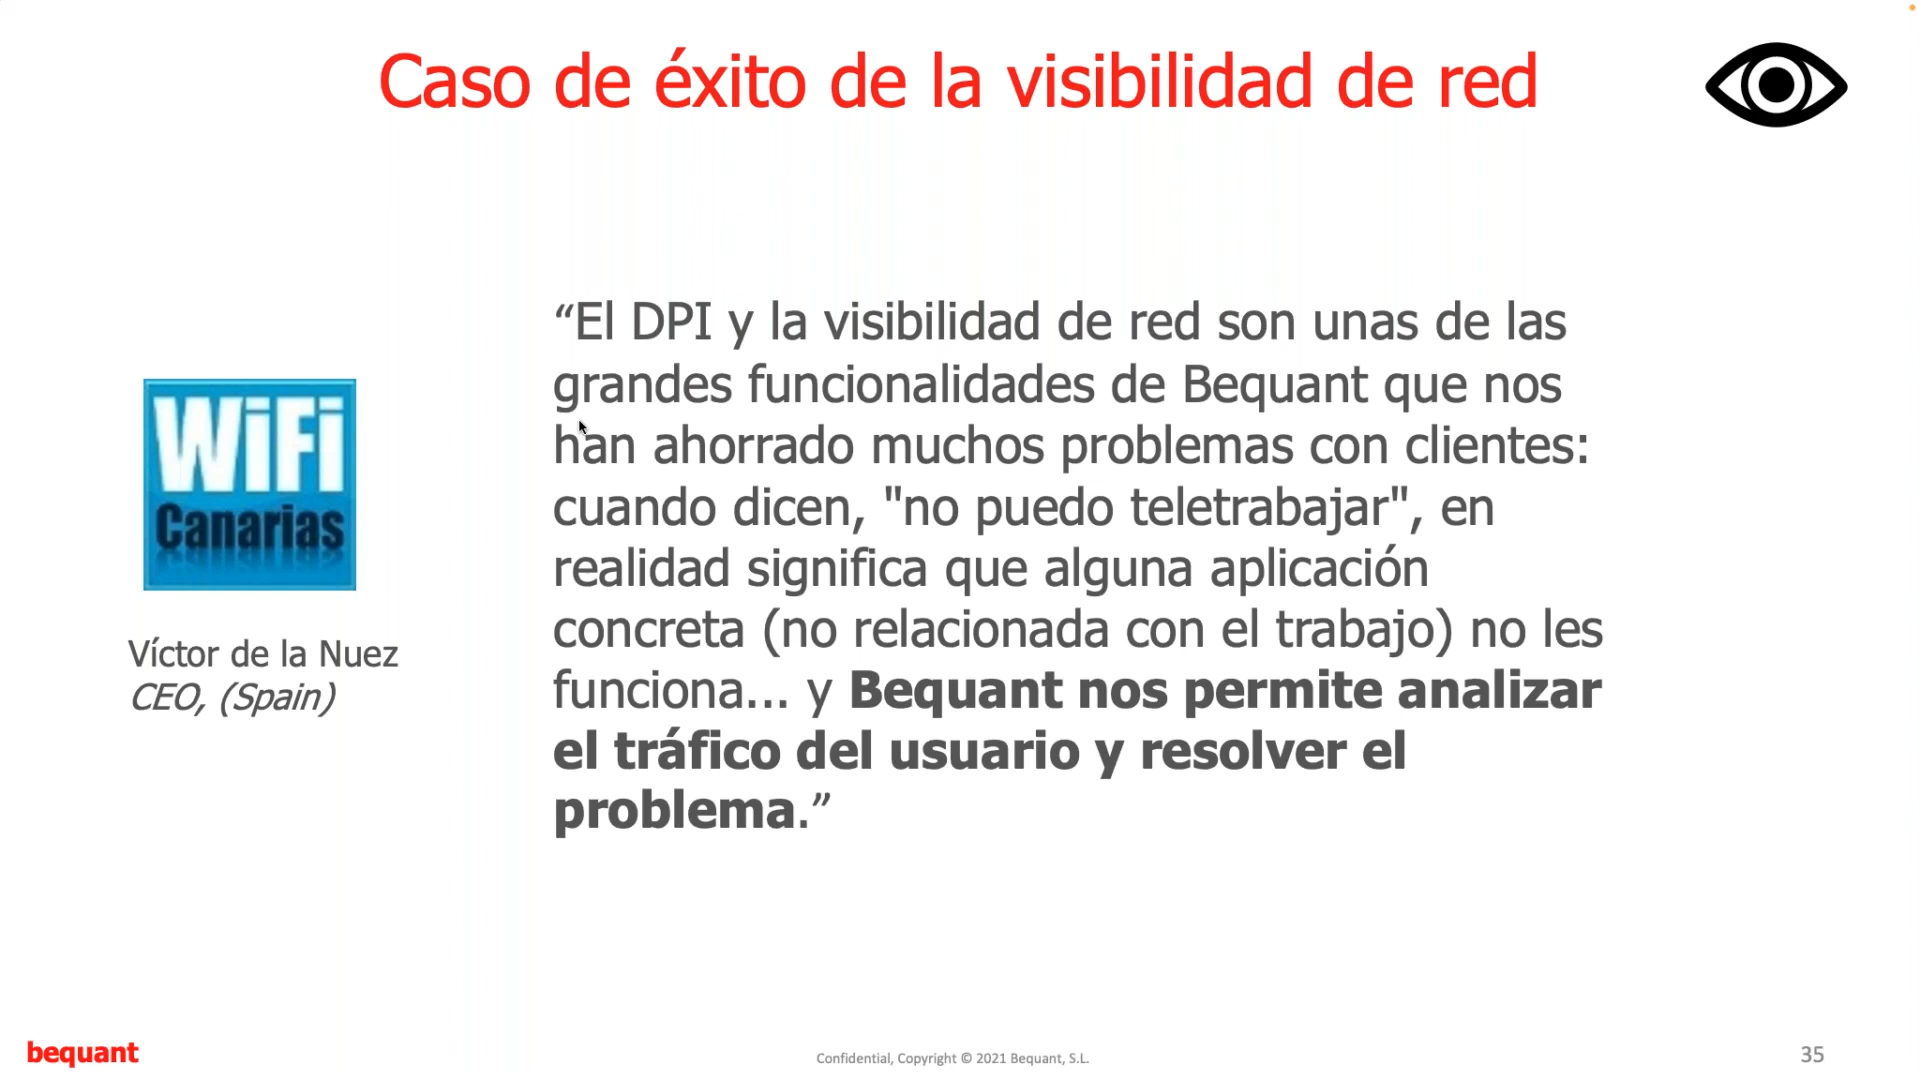 Caso de éxito de la visibilidad de red
WiFi
Canarias
Víctor de la Nuez
CEO, (Spain)
“El DPI y la visibilidad de red son unas de las
grandes funcionalidades de Bequant que nos
han ahorrado muchos problemas con clientes:
cuando dicen, "no puedo teletrabajar", en
realidad significa que alguna aplicación
concreta (no relacionada con el trabajo) no les
funciona... y Bequant nos permite analizar
el tráfico del usuario y resolver el
problema.”
bequant
Confidential, Copyright © 2021 Bequant, S.L.
35